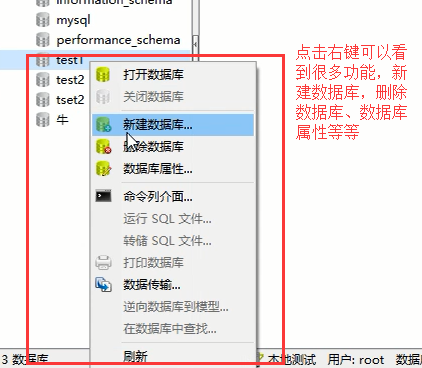 information_schema
mysql
performance_schema
test1
test2
tset2
牛
打开数据库
关闭数据库
新建数据库...
删除数据库
数据库属性...
命令列介面...
运行 SQL 文件...
转储 SQL 文件...
打印数据库
数据传输...
逆向数据库到模型...
在数据库中查找...
刷新
点击右键可以看
到很多功能，新
建数据库，删除
数据库、数据库
属性等等
3 数据库
本地测试 用户: root 数据库